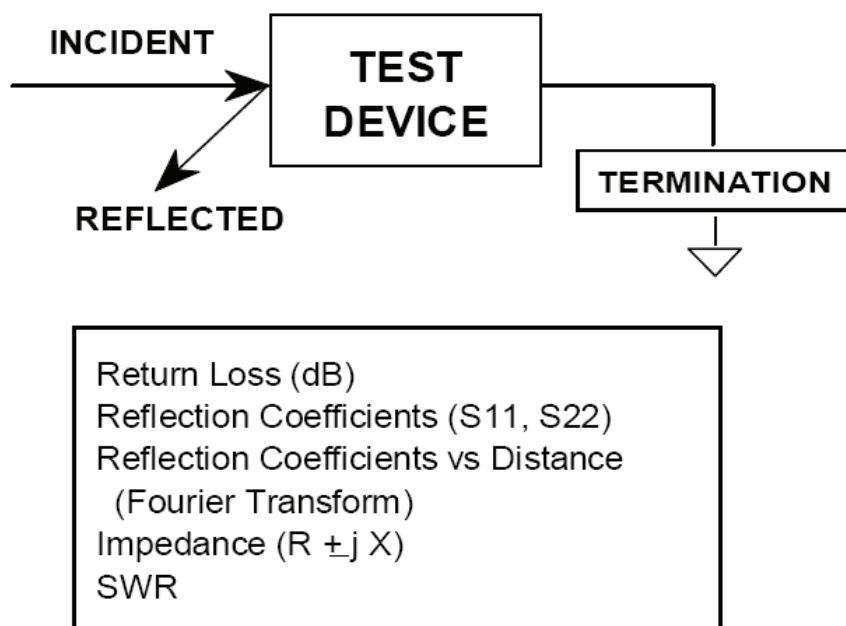 INCIDENT
TEST
DEVICE
TERMINATION
REFLECTED
Return Loss (dB)
Reflection Coefficients (S11, S22)
Reflection Coefficients vs Distance
(Fourier Transform)
Impedance (R ± j X)
SWR